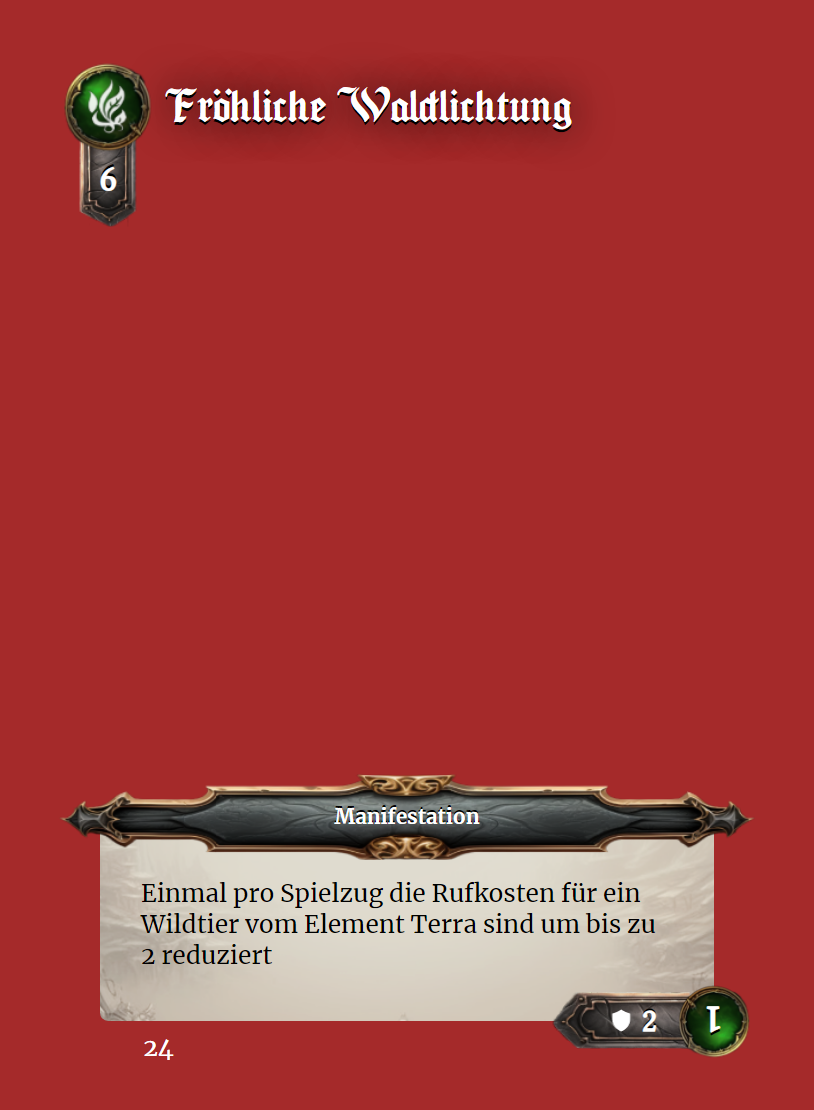 Fröhliche Waldlichtung
6
Manifestation
Einmal pro Spielzug die Rufkosten für ein
Wildtier vom Element Terra sind um bis zu
2 reduziert
2
1
24